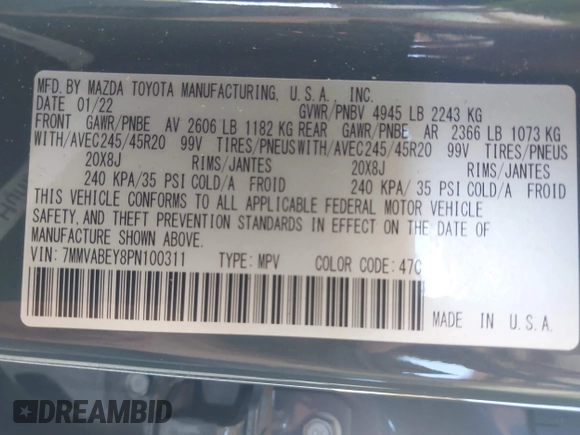 MFD. BY MAZDA TOYOTA MANUFACTURING, U.S.A., INC.
DATE 01/22 GVWR/PNBV 4945 LB 2243 KG
FRONT GAWR/PNBE AV 2606 LB 1182 KG REAR GAWR/PNBE AR 2366 LB 1073 KG
WITH/AVEC245/45R20 99V TIRES/PNEUS WITH/AVEC245/45R20 99V TIRES/PNEUS
20X8J RIMS/JANTES 20X8J RIMS/JANTES
240 KPA/35 PSI COLD/A FROID 240 KPA/35 PSI COLD/A FROID
THIS VEHICLE CONFORMS TO ALL APPLICABLE FEDERAL MOTOR VEHICLE
SAFETY, AND THEFT PREVENTION STANDARDS IN EFFECT ON THE DATE OF
MANUFACTURE SHOWN ABOVE.
VIN: 7MMVABEY8PN100311 TYPE: MPV COLOR CODE: 47C
MADE IN U.S.A.
DREAMBID